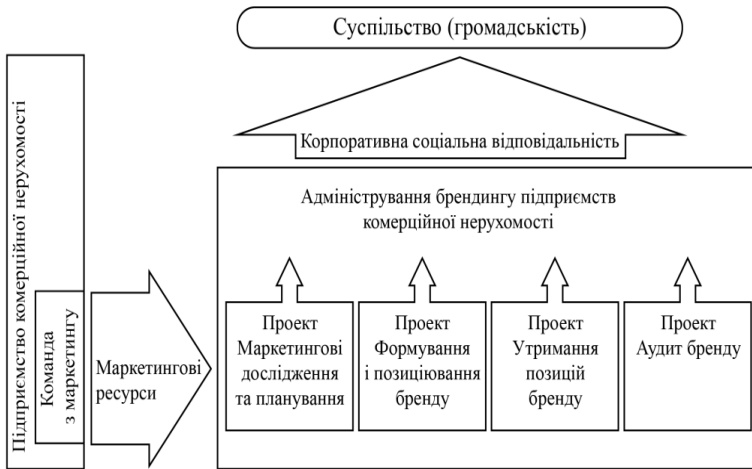 Суспільство (громадськість)
Корпоративна соціальна відповідальність
Адміністрування брендингу підприємств
комерційної нерухомості
Підприємство комерційної нерухомості
Команда
з маркетингу
Маркетингові
ресурси
Проект
Маркетингові
дослідження
та планування
Проект
Формування
і позиціювання
бренду
Проект
Утримання
позицій
бренду
Проект
Аудит бренду